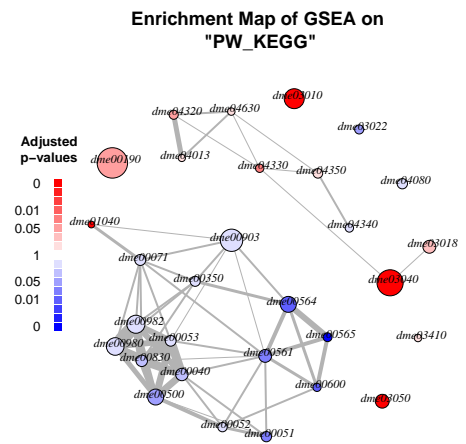 Enrichment Map of GSEA on
"PW_KEGG"
Adjusted
p−values
0
0.01
0.05
1
0.05
0.01
0
dme03010
dme04320
dme04630
dme03022
dme04013
dme00190
dme04330
dme04350
dme04080
dme01040
dme04340
dme00903
dme03018
dme00071
dme00350
dme03040
dme00564
dme00982
dme00053
dme00565
dme03410
dme00980
dme00830
dme00561
dme00040
dme00600
dme00500
dme03050
dme00052
dme00051